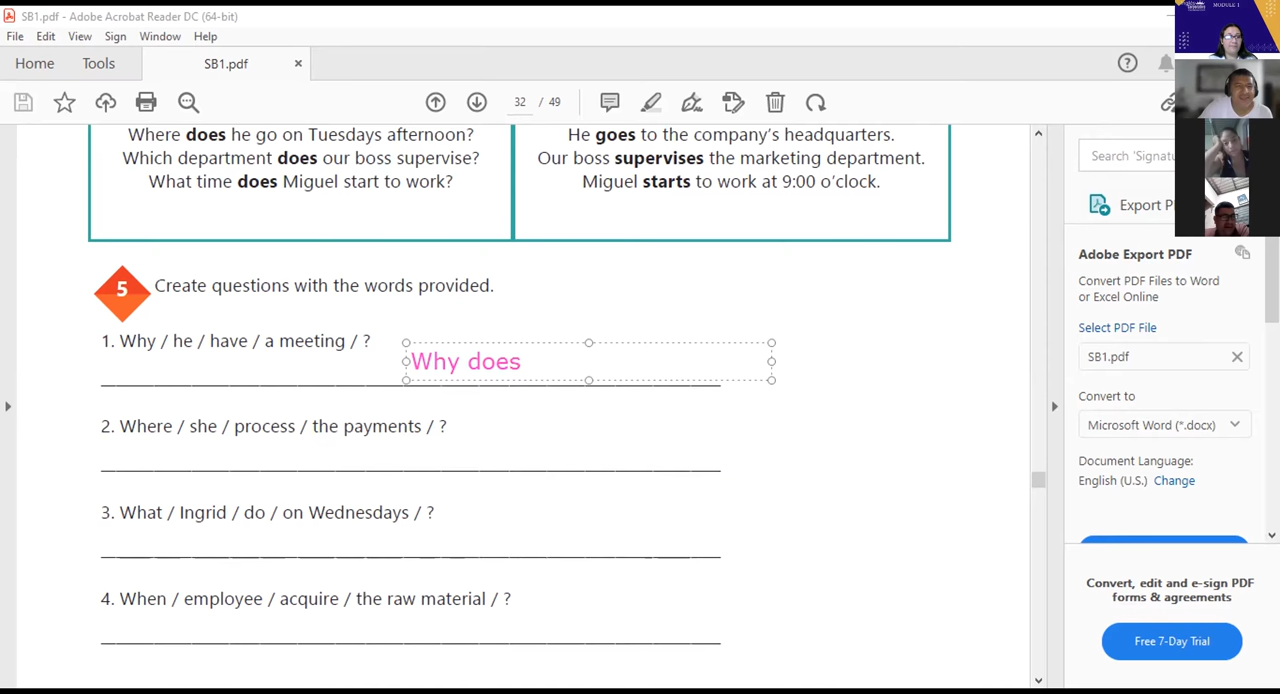 SB1.pdf - Adobe Acrobat Reader DC (64-bit)
File Edit View Sign Window Help
Home Tools SB1.pdf ×
32 / 49
MODULE 1
Where does he go on Tuesdays afternoon?
Which department does our boss supervise?
What time does Miguel start to work?
He goes to the company's headquarters.
Our boss supervises the marketing department.
Miguel starts to work at 9:00 o'clock.
5 Create questions with the words provided.
1. Why / he / have / a meeting / ?
Why does
2. Where / she / process / the payments / ?
3. What / Ingrid / do / on Wednesdays / ?
4. When / employee / acquire / the raw material / ?
Search 'Signat
Export P
Adobe Export PDF
Convert PDF Files to Word
or Excel Online
Select PDF File
SB1.pdf
Convert to
Microsoft Word (*.docx)
Document Language:
English (U.S.) Change
Convert, edit and e-sign PDF
forms & agreements
Free 7-Day Trial